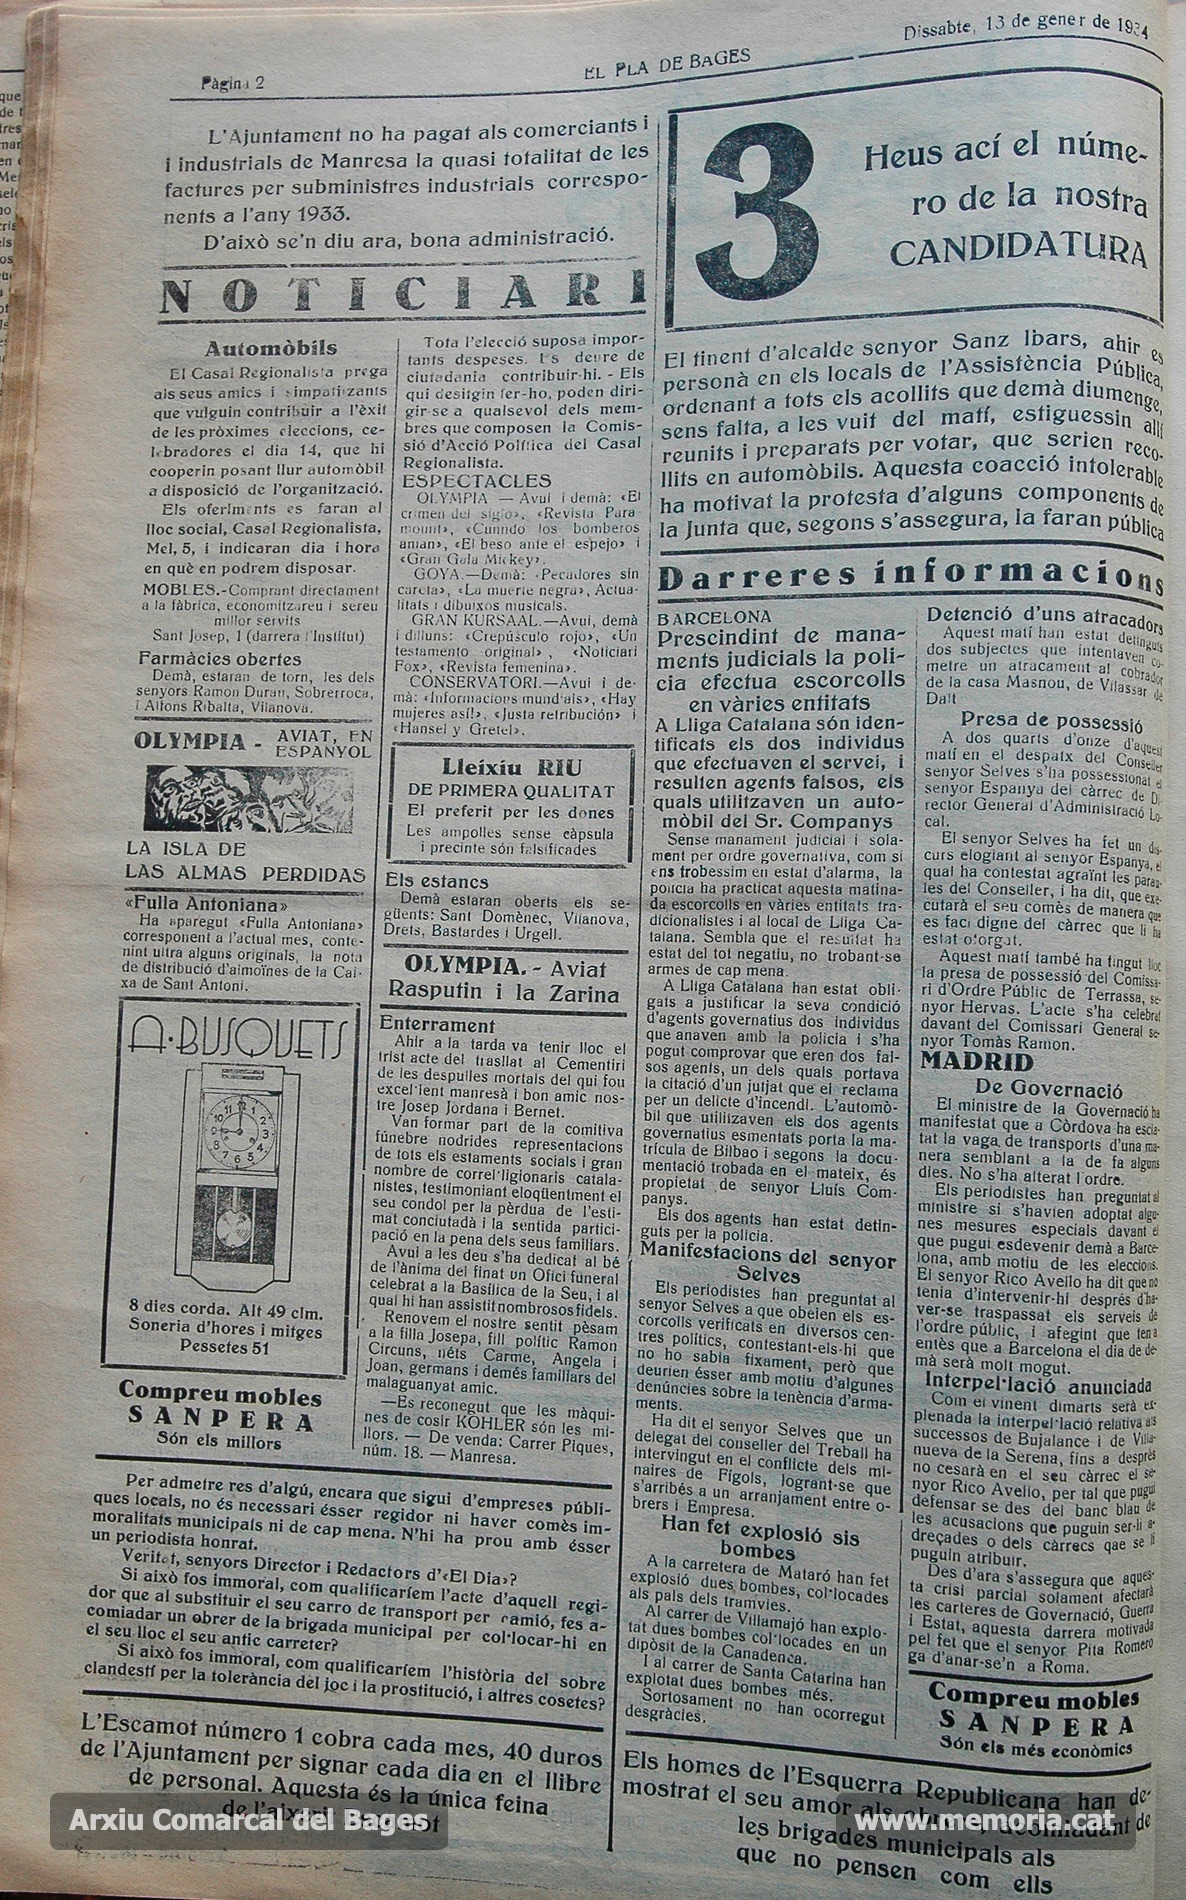 Pàgina 2
EL PLA DE BAGES
Dissabte, 13 de gener de 1934
L'Ajuntament no ha pagat als comerciants i
i industrials de Manresa la quasi totalitat de les
factures per subministres industrials correspo-
nents a l'any 1933.
D'això se'n diu ara, bona administració.
NOTICIARI
Automòbils
El Casal Regionalista prega
als seus amics i simpatitzants
que vulguin contribuir a l'èxit
de les pròximes eleccions, ce-
lebradores el dia 14, que hi
cooperin posant llur automòbil
a disposició de l'organització.
Els oferiments es faran al
lloc social, Casal Regionalista,
Mel, 5, i indicaran dia i hora
en què en podrem disposar.
MOBLES.-Comprant directament
a la fàbrica, economitzareu i sereu
millor servits
Sant Josep, 1 (darrera l'Institut)
Farmàcies obertes
Demà, estaran de torn, les dels
senyors Ramon Duran, Sobrerroca,
i Alfons Ribalta, Vilanova.
OLYMPIA - AVIAT, EN
ESPANYOL
LA ISLA DE
LAS ALMAS PERDIDAS
«Fulla Antoniana»
Ha aparegut «Fulla Antoniana»
corresponent a l'actual mes, conte-
nint ultra alguns originals, la nota
de distribució d'almoïnes de la Cai-
xa de Sant Antoni.
A·BUSQUETS
8 dies corda. Alt 49 c|m.
Soneria d'hores i mitges
Pessetes 51
Compreu mobles
SANPERA
Són els millors
Tota l'elecció suposa impor-
tants despeses. Es deure de
ciutadania contribuir-hi. - Els
qui desitgin fer-ho, poden diri-
gir-se a qualsevol dels mem-
bres que composen la Comis-
sió d'Acció Política del Casal
Regionalista.
ESPECTACLES
OLYMPIA — Avui i demà: «El
crimen del siglo», «Revista Para
mount», «Cuando los bomberos
aman», «El beso ante el espejo» i
«Gran Gala Mickey».
GOYA.—Demà: «Pecadores sin
careta», «La muerte negra», Actua-
litats i dibuixos musicals.
GRAN KURSAAL.—Avui, demà
i dilluns: «Crepúsculo rojo», «Un
testamento original», «Noticiari
Fox», «Revista femenina».
CONSERVATORI.—Avui i de-
mà: «Informacions mundials», «Hay
mujeres así!», «Justa retribución» i
«Hansel y Gretel».
Lleixiu RIU
DE PRIMERA QUALITAT
El preferit per les dones
Les ampolles sense càpsula
i precinte són falsificades
Els estancs
Demà estaran oberts els se-
güents: Sant Domènec, Vilanova,
Drets, Bastardes i Urgell.
OLYMPIA. - Aviat
Rasputin i la Zarina
Enterrament
Ahir a la tarda va tenir lloc el
trist acte del trasllat al Cementiri
de les despulles mortals del qui fou
excel·lent manresà i bon amic nos-
tre Josep Jordana i Bernet.
Van formar part de la comitiva
fúnebre nodrides representacions
de tots els estaments socials i gran
nombre de correl·ligionaris catala-
nistes, testimoniant eloqüentment el
seu condol per la pèrdua de l'esti-
mat conciutadà i la sentida partici-
pació en la pena dels seus familiars.
Avui a les deu s'ha dedicat al bé
de l'ànima del finat un Ofici funeral
celebrat a la Basílica de la Seu, i al
qual hi han assistit nombrosos fidels.
Renovem el nostre sentit pèsam
a la filla Josepa, fill polític Ramon
Circuns, néts Carme, Angela i
Joan, germans i demés familiars del
malaguanyat amic.
—Es reconegut que les màqui-
nes de cosir KOHLER són les mi-
llors. — De venda: Carrer Piques,
núm. 18. — Manresa.
Per admetre res d'algú, encara que sigui d'empreses públi-
ques locals, no és necessari ésser regidor ni haver comès im-
moralitats municipals ni de cap mena. N'hi ha prou amb ésser
un periodista honrat.
Veritat, senyors Director i Redactors d'«El Dia»?
Si això fos immoral, com qualificaríem l'acte d'aquell regi-
dor que al substituir el seu carro de transport per camió, fes a-
comiadar un obrer de la brigada municipal per col·locar-hi en
el seu lloc el seu antic carreter?
Si això fos immoral, com qualificaríem l'història del sobre
clandestí per la tolerància del joc i la prostitució, i altres cosetes?
L'Escamot número 1 cobra cada mes, 40 duros
de l'Ajuntament per signar cada dia en el llibre
de personal. Aquesta és la única feina
de l'
3
Heus ací el núme-
ro de la nostra
CANDIDATURA
El tinent d'alcalde senyor Sanz Ibars, ahir es
personà en els locals de l'Assistència Pública,
ordenant a tots els acollits que demà diumenge,
sens falta, a les vuit del matí, estiguessin allí
reunits i preparats per votar, que serien reco-
llits en automòbils. Aquesta coacció intolerable
ha motivat la protesta d'alguns components de
la Junta que, segons s'assegura, la faran pública
Darreres informacions
BARCELONA
Prescindint de mana-
ments judicials la poli-
cia efectua escorcolls
en vàries entitats
A Lliga Catalana són iden-
tificats els dos individus
que efectuaven el servei, i
resulten agents falsos, els
quals utilitzaven un auto-
mòbil del Sr. Companys
Sense manament judicial i sola-
ment per ordre governativa, com si
ens trobessim en estat d'alarma, la
policia ha practicat aquesta matina-
da escorcolls en vàries entitats tra-
dicionalistes i al local de Lliga Ca-
talana. Sembla que el resultat ha
estat del tot negatiu, no trobant-se
armes de cap mena.
A Lliga Catalana han estat obli-
gats a justificar la seva condició
d'agents governatius dos individus
que anaven amb la policia i s'ha
pogut comprovar que eren dos fal-
sos agents, un dels quals portava
la citació d'un jutjat que el reclama
per un delicte d'incendi. L'automò-
bil que utilitzaven els dos agents
governatius esmentats porta la ma-
trícula de Bilbao i segons la docu-
mentació trobada en el mateix, és
propietat de senyor Lluís Com-
panys.
Els dos agents han estat detin-
guts per la policia.
Manifestacions del senyor
Selves
Els periodistes han preguntat al
senyor Selves a que obeïen els es-
corcolls verificats en diversos cen-
tres polítics, contestant-els-hi que
no ho sabia fixament, però que
deurien ésser amb motiu d'algunes
denúncies sobre la tenència d'arma-
ments.
Ha dit el senyor Selves que un
delegat del conseller del Treball ha
intervingut en el conflicte dels mi-
naires de Fígols, logrant-se que
s'arribés a un arranjament entre o-
brers i Empresa.
Han fet explosió sis
bombes
A la carretera de Mataró han fet
explosió dues bombes, col·locades
als pals dels tramvies.
Al carrer de Villamajó han explo-
tat dues bombes col·locades en un
dipòsit de la Canadenca.
I al carrer de Santa Catarina han
explotat dues bombes més.
Sortosament no han ocorregut
desgràcies.
Detenció d'uns atracadors
Aquest matí han estat detinguts
dos subjectes que intentaven co-
metre un atracament al cobrador
de la casa Masnou, de Vilassar de
Dalt
Presa de possessió
A dos quarts d'onze d'aquest
matí en el despatx del Conseller
senyor Selves s'ha possessionat el
senyor Espanya del càrrec de Di-
rector General d'Administració Lo-
cal.
El senyor Selves ha fet un dis-
curs elogiant al senyor Espanya, el
qual ha contestat agraïnt les parau-
les del Conseller, i ha dit, que exe-
cutarà el seu comès de manera que
es faci digne del càrrec que li ha
estat otorgat.
Aquest matí també ha tingut lloc
la presa de possessió del Comissa-
ri d'Ordre Públic de Terrassa, se-
nyor Hervas. L'acte s'ha celebrat
davant del Comissari General se-
nyor Tomàs Ramon.
MADRID
De Governació
El ministre de la Governació ha
manifestat que a Còrdova ha escla-
tat la vaga de transports d'una ma-
nera semblant a la de fa alguns
dies. No s'ha alterat l'ordre.
Els periodistes han preguntat al
ministre si s'havien adoptat algu-
nes mesures especials davant el
que pugui esdevenir demà a Barce-
lona, amb motiu de les eleccions.
El senyor Rico Avello ha dit que no
tenia d'intervenir-hi després d'ha-
ver-se traspassat els serveis de
l'ordre públic, i afegint que ten a
entès que a Barcelona el dia de de-
mà serà molt mogut.
Interpel·lació anunciada
Com el vinent dimarts serà ex-
plenada la interpel·lació relativa als
successos de Bujalance i de Villa-
nueva de la Serena, fins a després
no cesarà en el seu càrrec el se-
nyor Rico Avello, per tal que pugui
defensar se des del banc blau de
les acusacions que puguin ser-li a-
dreçades o dels càrrecs qae se li
puguin atribuir.
Des d'ara s'assegura que aques-
ta crisi parcial solament afectarà
les carteres de Governació, Guerra
i Estat, aquesta darrera motivada
pel fet que el senyor Pita Romero
ga d'anar-se'n a Roma.
Compreu mobles
SANPERA
Són els més econòmics
Els homes de l'Esquerra Republicana han de-
mostrat el seu amor als obrers, acomiadant de
les brigades municipals als
que no pensen com ells
Arxiu Comarcal del Bages
www.memoria.cat